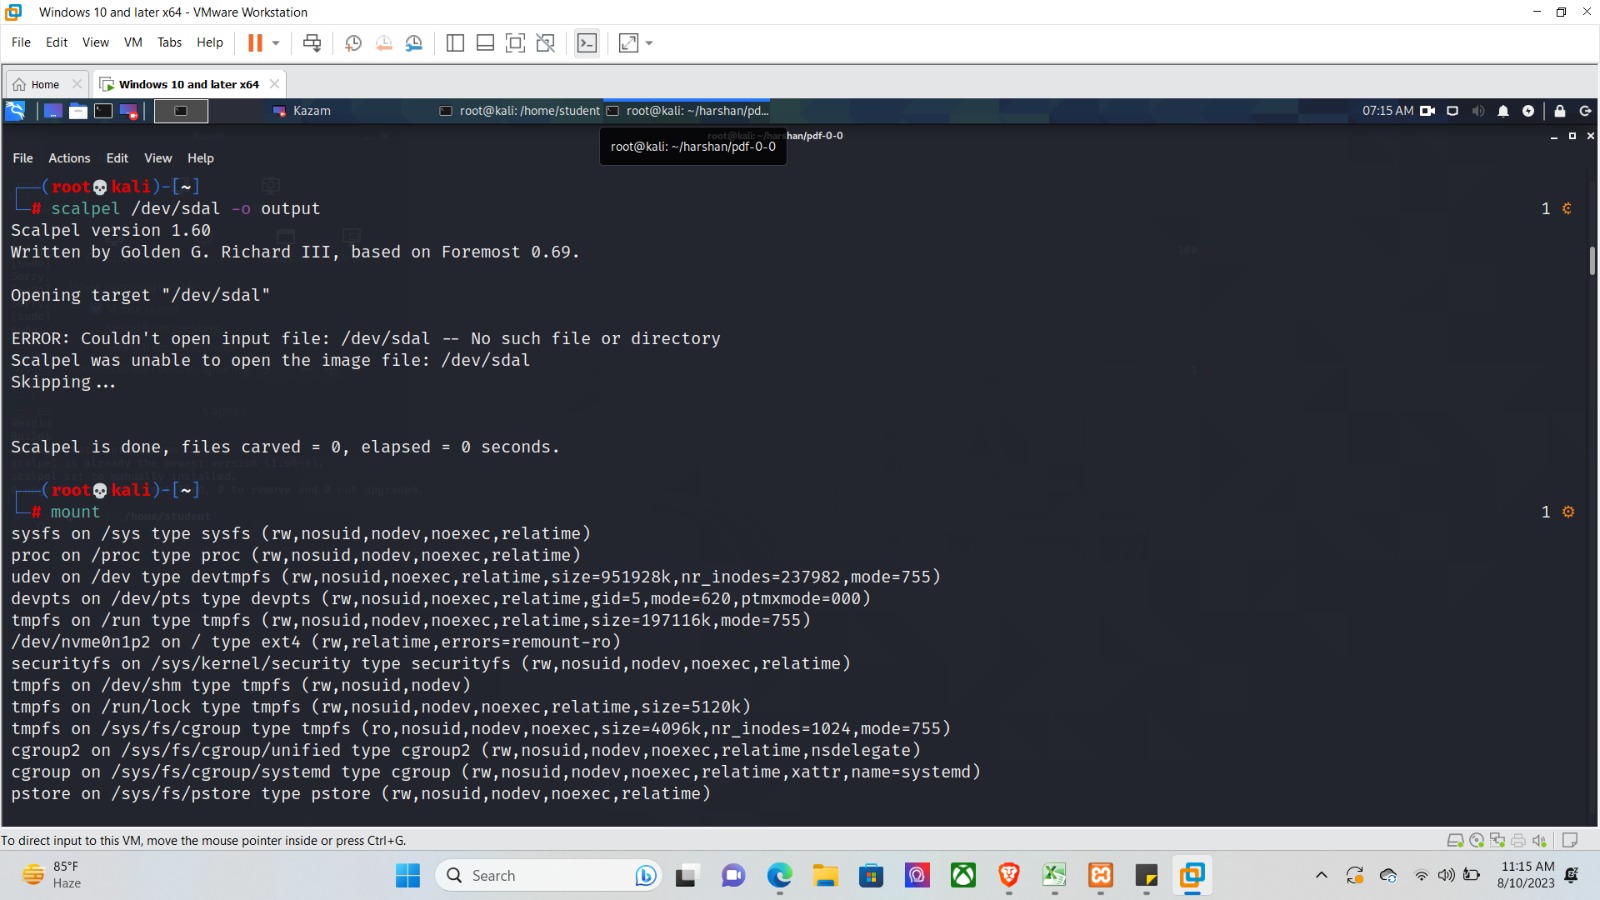 Windows 10 and later x64 - VMware Workstation
File Edit View VM Tabs Help
Home Windows 10 and later x64
Kazam root@kali: /home/student root@kali: ~/harshan/pd... 07:15 AM
root@kali: ~/harshan/pdf-0-0
root@kali: ~/harshan/pdf-0-0
File Actions Edit View Help
(root💀kali)-[~]
# scalpel /dev/sdal -o output 1
Scalpel version 1.60
Written by Golden G. Richard III, based on Foremost 0.69.
Opening target "/dev/sdal"
ERROR: Couldn't open input file: /dev/sdal -- No such file or directory
Scalpel was unable to open the image file: /dev/sdal
Skipping...
Scalpel is done, files carved = 0, elapsed = 0 seconds.
(root💀kali)-[~]
# mount 1
sysfs on /sys type sysfs (rw,nosuid,nodev,noexec,relatime)
proc on /proc type proc (rw,nosuid,nodev,noexec,relatime)
udev on /dev type devtmpfs (rw,nosuid,noexec,relatime,size=951928k,nr_inodes=237982,mode=755)
devpts on /dev/pts type devpts (rw,nosuid,noexec,relatime,gid=5,mode=620,ptmxmode=000)
tmpfs on /run type tmpfs (rw,nosuid,nodev,noexec,relatime,size=197116k,mode=755)
/dev/nvme0n1p2 on / type ext4 (rw,relatime,errors=remount-ro)
securityfs on /sys/kernel/security type securityfs (rw,nosuid,nodev,noexec,relatime)
tmpfs on /dev/shm type tmpfs (rw,nosuid,nodev)
tmpfs on /run/lock type tmpfs (rw,nosuid,nodev,noexec,relatime,size=5120k)
tmpfs on /sys/fs/cgroup type tmpfs (ro,nosuid,nodev,noexec,size=4096k,nr_inodes=1024,mode=755)
cgroup2 on /sys/fs/cgroup/unified type cgroup2 (rw,nosuid,nodev,noexec,relatime,nsdelegate)
cgroup on /sys/fs/cgroup/systemd type cgroup (rw,nosuid,nodev,noexec,relatime,xattr,name=systemd)
pstore on /sys/fs/pstore type pstore (rw,nosuid,nodev,noexec,relatime)
To direct input to this VM, move the mouse pointer inside or press Ctrl+G.
85°F
Haze
Search
11:15 AM
8/10/2023